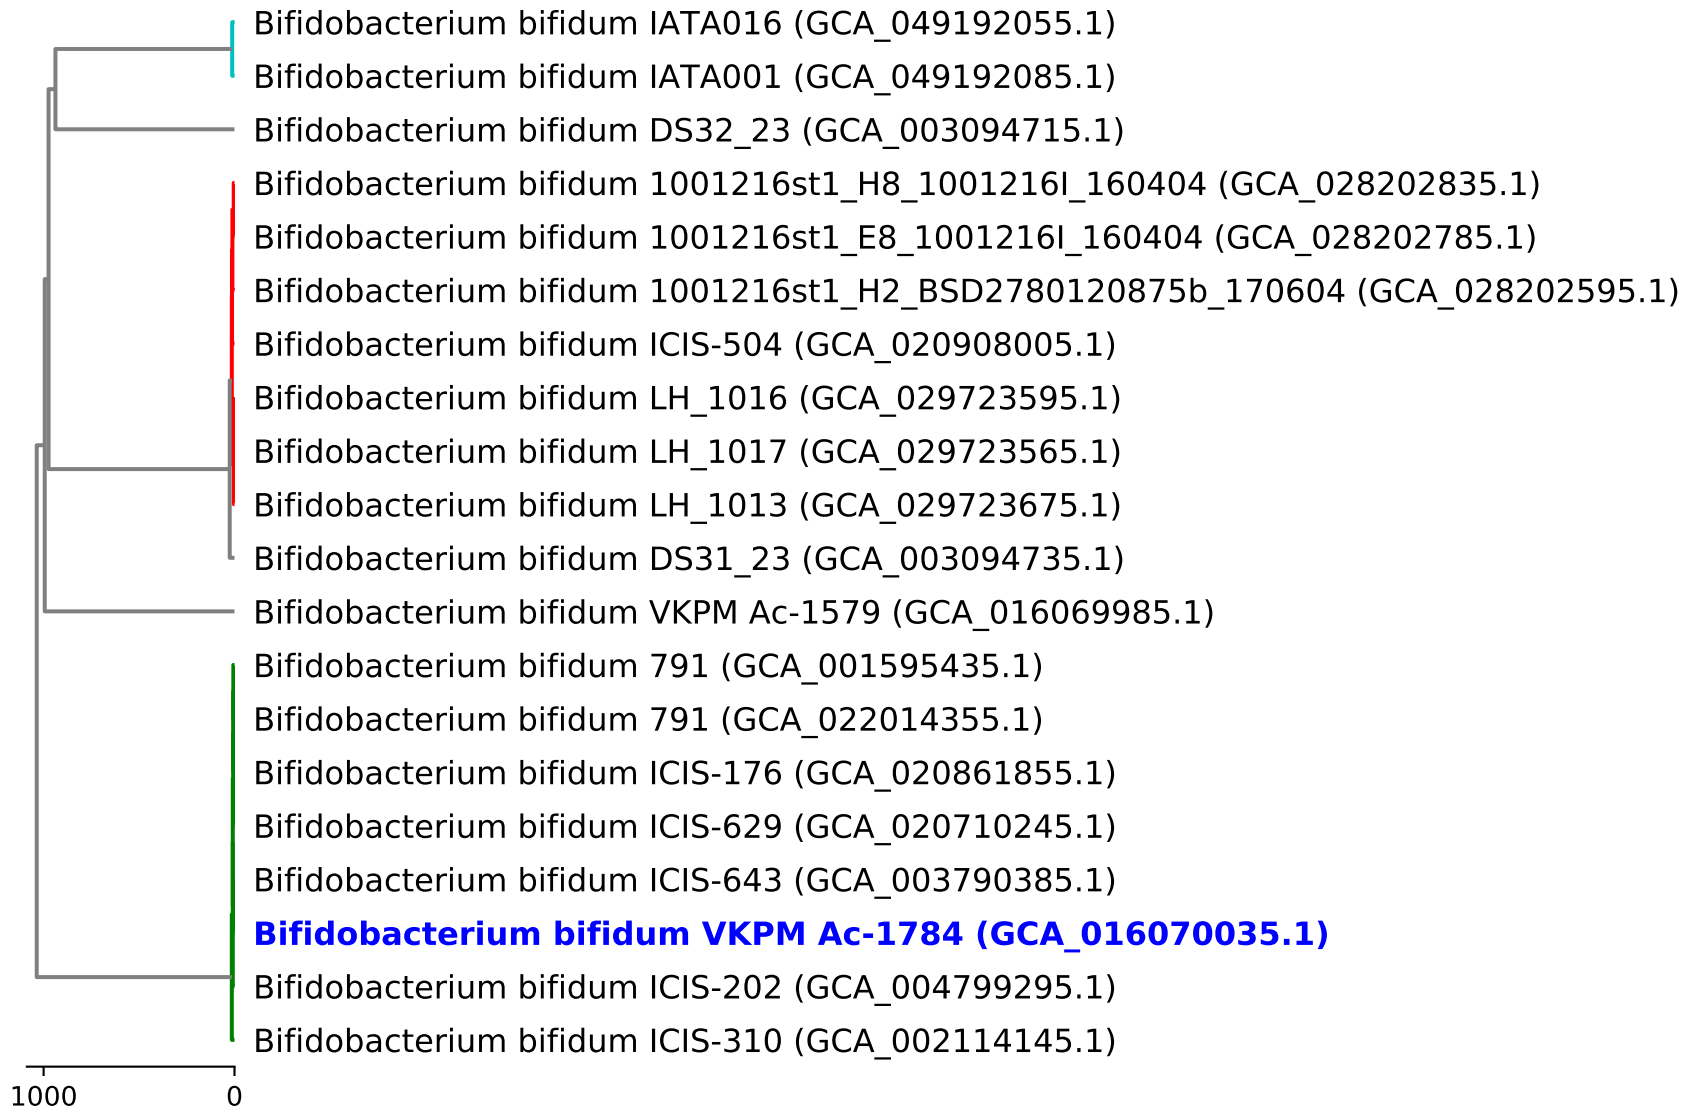 Bifidobacterium bifidum IATA016 (GCA_049192055.1)
Bifidobacterium bifidum IATA001 (GCA_049192085.1)
Bifidobacterium bifidum DS32_23 (GCA_003094715.1)
Bifidobacterium bifidum 1001216st1_H8_1001216I_160404 (GCA_028202835.1)
Bifidobacterium bifidum 1001216st1_E8_1001216I_160404 (GCA_028202785.1)
Bifidobacterium bifidum 1001216st1_H2_BSD2780120875b_170604 (GCA_028202595.1)
Bifidobacterium bifidum ICIS-504 (GCA_020908005.1)
Bifidobacterium bifidum LH_1016 (GCA_029723595.1)
Bifidobacterium bifidum LH_1017 (GCA_029723565.1)
Bifidobacterium bifidum LH_1013 (GCA_029723675.1)
Bifidobacterium bifidum DS31_23 (GCA_003094735.1)
Bifidobacterium bifidum VKPM Ac-1579 (GCA_016069985.1)
Bifidobacterium bifidum 791 (GCA_001595435.1)
Bifidobacterium bifidum 791 (GCA_022014355.1)
Bifidobacterium bifidum ICIS-176 (GCA_020861855.1)
Bifidobacterium bifidum ICIS-629 (GCA_020710245.1)
Bifidobacterium bifidum ICIS-643 (GCA_003790385.1)
Bifidobacterium bifidum VKPM Ac-1784 (GCA_016070035.1)
Bifidobacterium bifidum ICIS-202 (GCA_004799295.1)
Bifidobacterium bifidum ICIS-310 (GCA_002114145.1)
1000 0